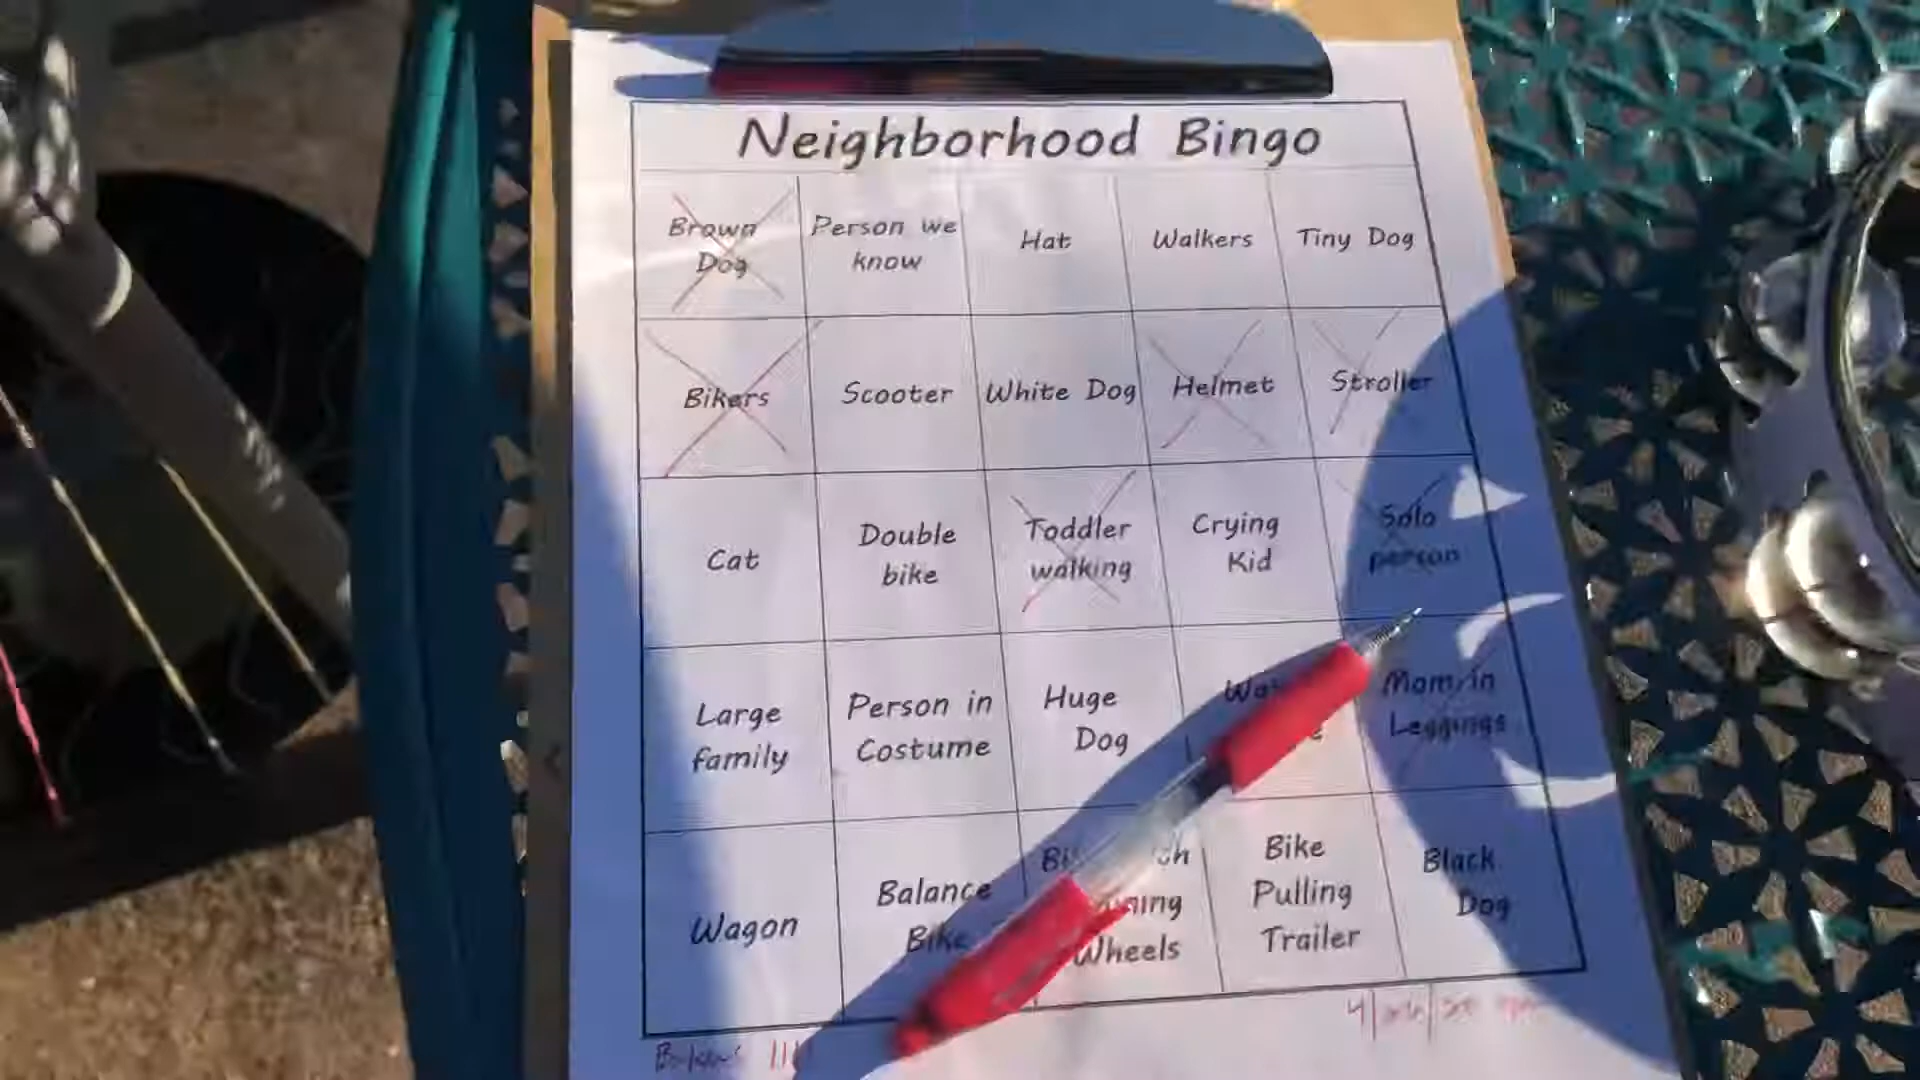 Neighborhood Bingo
Brown
Dog
Person we
know
Hat
Walkers
Tiny Dog
Bikers
Scooter
White Dog
Helmet
Stroller
Cat
Double
bike
Toddler
walking
Crying
Kid
Solo
person
Large
family
Person in
Costume
Huge
Dog
Mom in
Leggings
Wagon
Balance
Bike
Wheels
Bike
Pulling
Trailer
Black
Dog